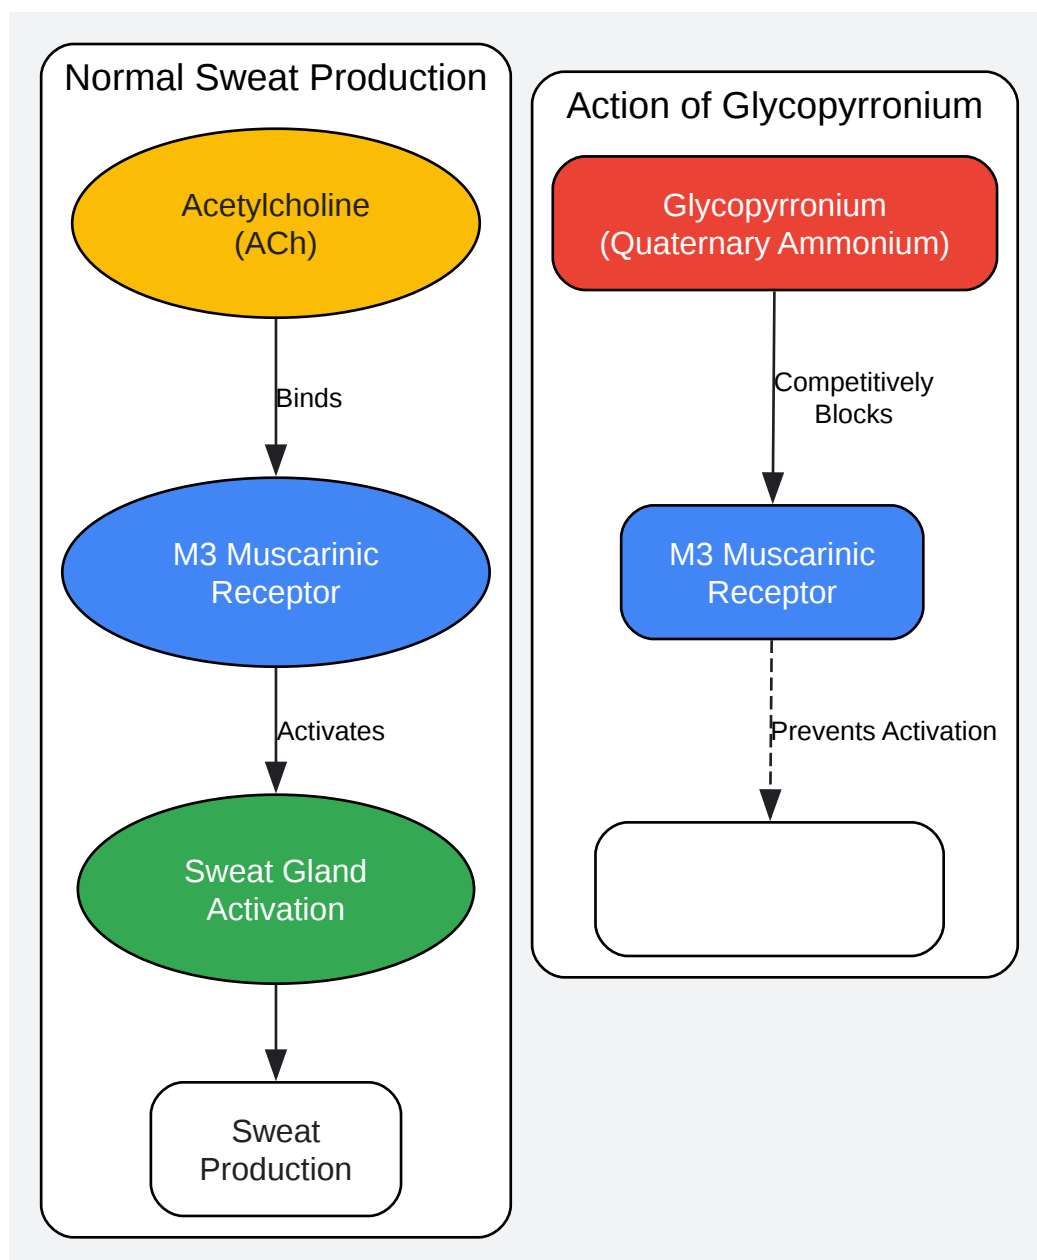 Normal Sweat Production
Acetylcholine
(ACh)
Binds
M3 Muscarinic
Receptor
Activates
Sweat Gland
Activation
Sweat
Production
Action of Glycopyrronium
Glycopyrronium
(Quaternary Ammonium)
Competitively
Blocks
M3 Muscarinic
Receptor
Prevents Activation